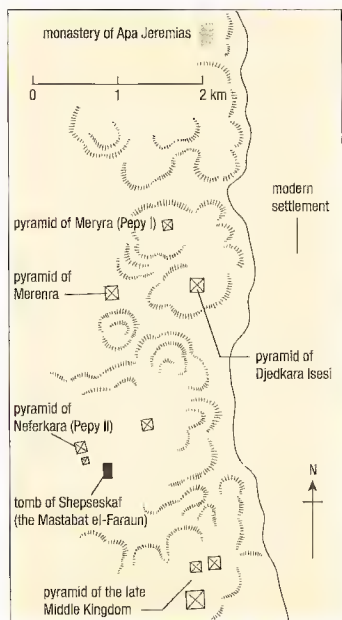 monastery of Apa Jeremias
0 1 2 km
modern
settlement
pyramid of Meryra (Pepy I)
pyramid of
Merenra
pyramid of
Djedkara Isesi
pyramid of
Neferkara (Pepy II)
N
tomb of Shepseskaf
(the Mastabat el-Faraun)
pyramid of the late
Middle Kingdom